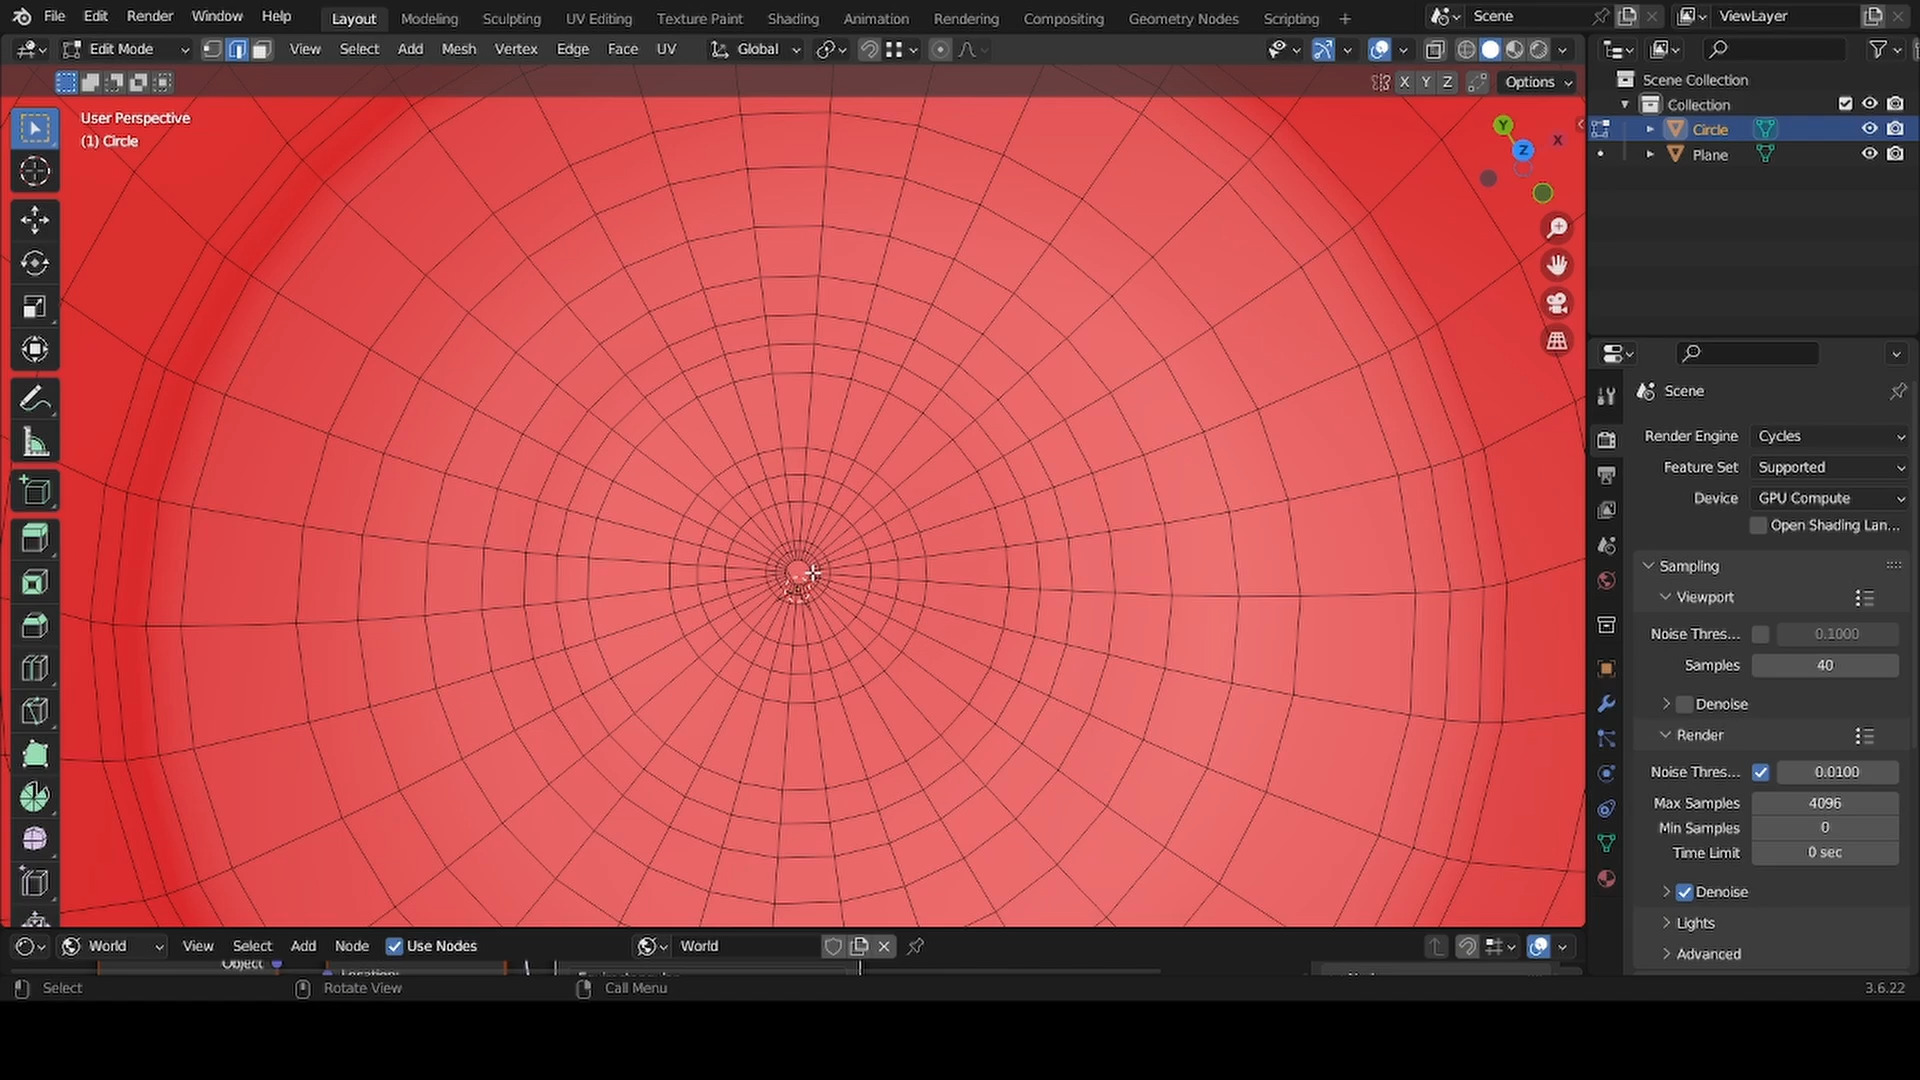 File Edit Render Window Help Layout Modeling Sculpting UV Editing Texture Paint Shading Animation Rendering Compositing Geometry Nodes Scripting + Scene ViewLayer
Edit Mode View Select Add Mesh Vertex Edge Face UV Global
X Y Z Options
User Perspective
(1) Circle
Y
X
Z
Scene Collection
Collection
Circle
Plane
Scene
Render Engine Cycles
Feature Set Supported
Device GPU Compute
Open Shading Lan...
Sampling
Viewport
Noise Thres... 0.1000
Samples 40
Denoise
Render
Noise Thres... 0.0100
Max Samples 4096
Min Samples 0
Time Limit 0 sec
Denoise
Lights
Advanced
World View Select Add Node Use Nodes World
Object
Select Rotate View Call Menu 3.6.22